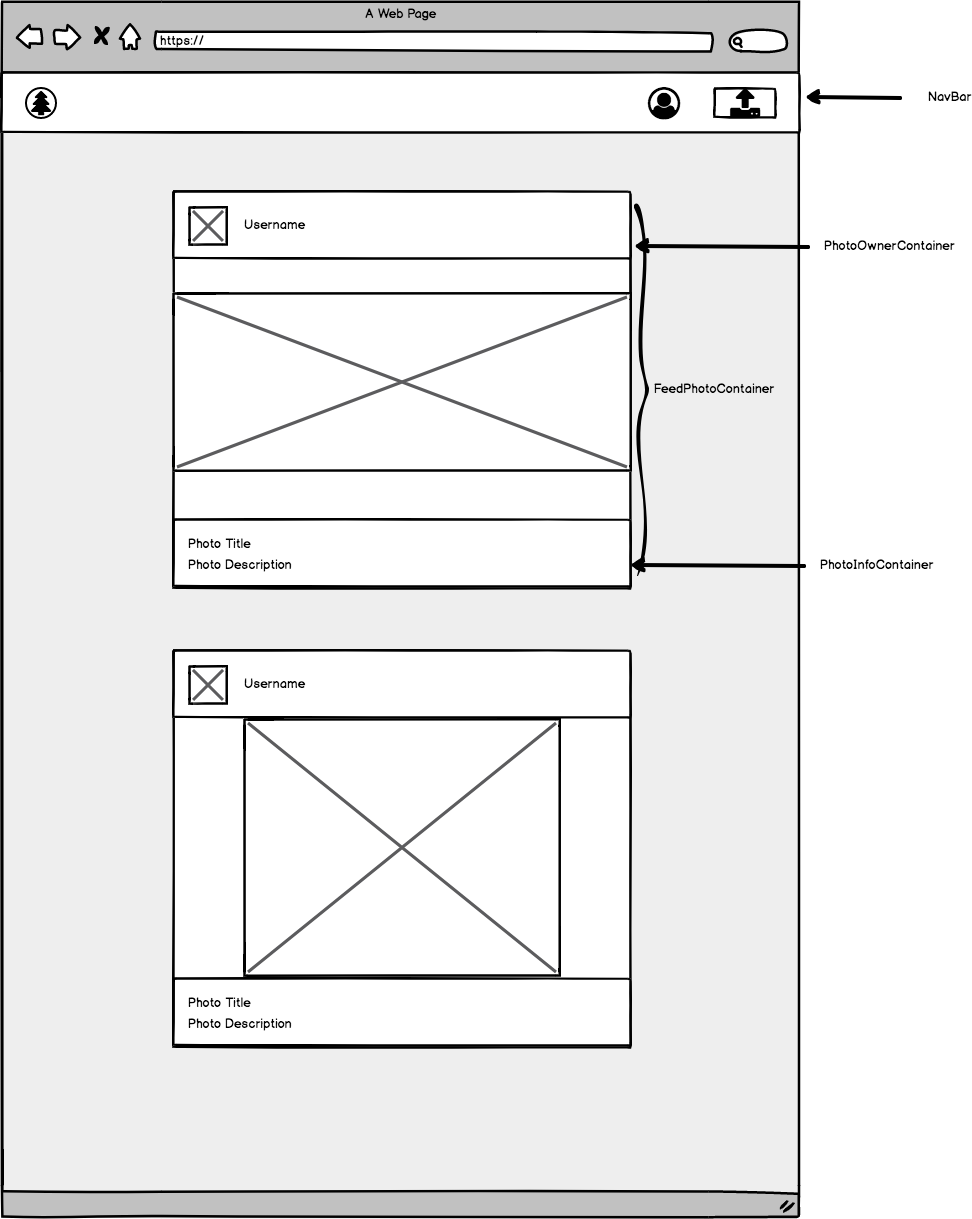 A Web Page
https://
NavBar
Username
PhotoOwnerContainer
FeedPhotoContainer
Photo Title
Photo Description
PhotoInfoContainer
Username
Photo Title
Photo Description